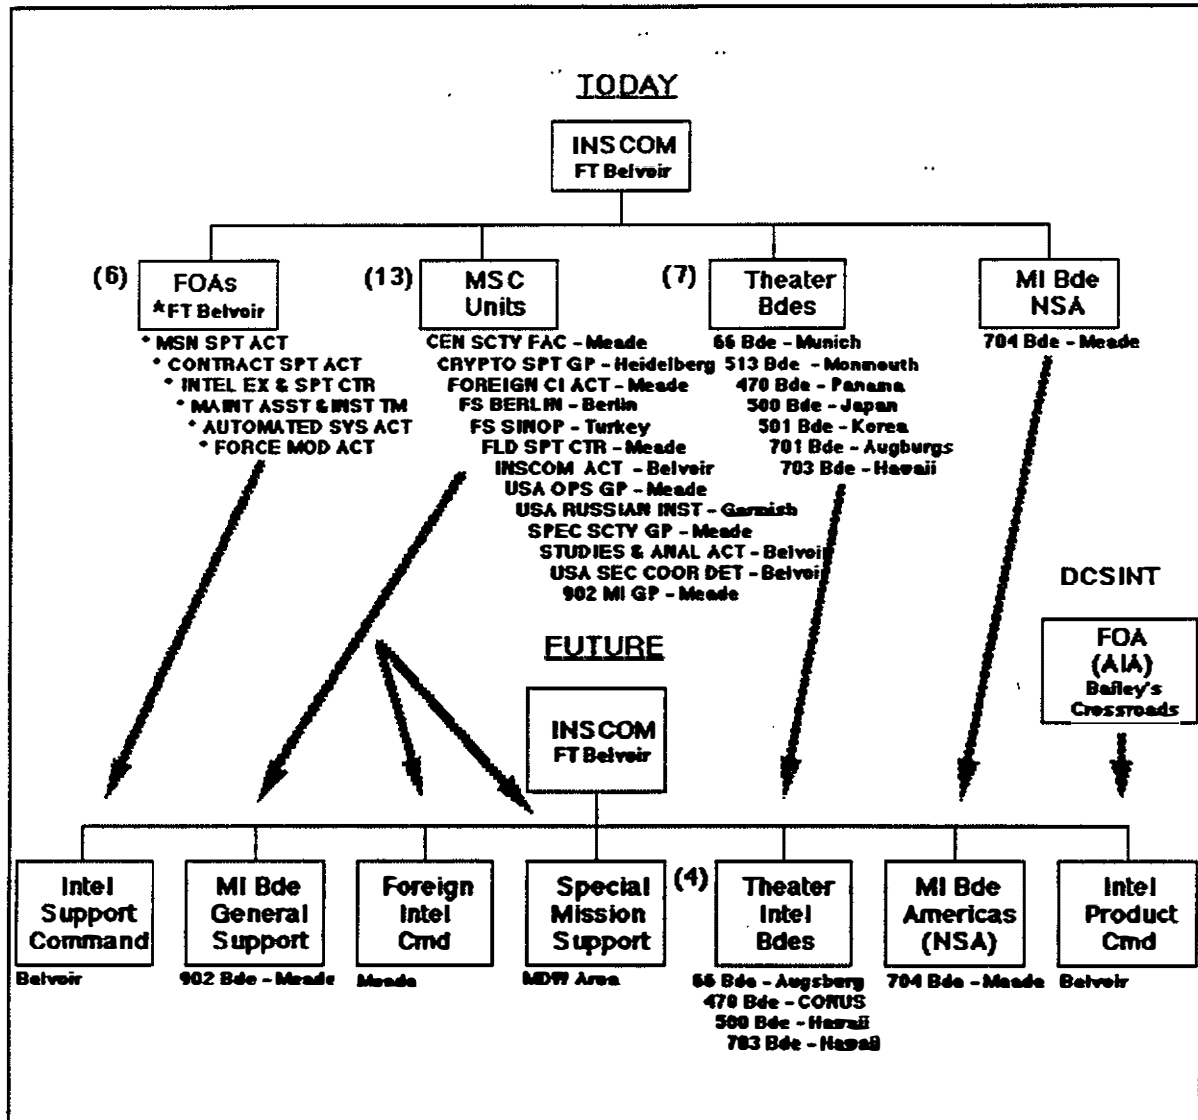 TODAY
INSCOM
FT Belvoir
(6)
FOAs
*FT Belvoir
* MSN SPT ACT
* CONTRACT SPT ACT
* INTEL EX & SPT CTR
* MAINT ASST & INST TM
* AUTOMATED SYS ACT
* FORCE MOD ACT
(13)
MSC
Units
CEN SCTY FAC - Meade
CRYPTO SPT GP - Heidelberg
FOREIGN CI ACT - Meade
FS BERLIN - Berlin
FS SINOP - Turkey
FLD SPT CTR - Meade
INSCOM ACT - Belvoir
USA OPS GP - Meade
USA RUSSIAN INST - Garmish
SPEC SCTY GP - Meade
STUDIES & ANAL ACT - Belvoir
USA SEC COOR DET - Belvoir
902 MI GP - Meade
(7)
Theater
Bdes
66 Bde - Munich
513 Bde - Monmouth
470 Bde - Panama
500 Bde - Japan
501 Bde - Korea
701 Bde - Augburgs
703 Bde - Hawaii
MI Bde
NSA
704 Bde - Meade
DCSINT
FOA
(AIA)
Bailey's
Crossroads
FUTURE
INSCOM
FT Belvoir
Intel
Support
Command
Belvoir
MI Bde
General
Support
902 Bde - Meade
Foreign
Intel
Cmd
Meade
Special
Mission
Support
MDW Area
(4)
Theater
Intel
Bdes
66 Bde - Augsburg
470 Bde - CONUS
500 Bde - Hawaii
703 Bde - Hawaii
MI Bde
Americas
(NSA)
704 Bde - Meade
Intel
Product
Cmd
Belvoir